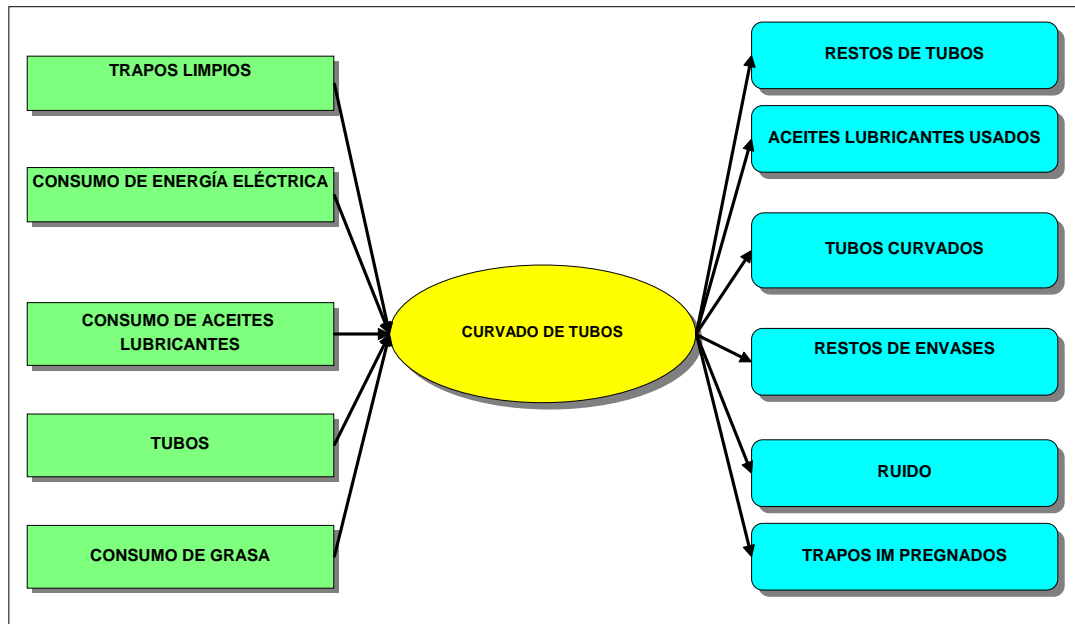 TRAPOS LIMPIOS
CONSUMO DE ENERGÍA ELÉCTRICA
CONSUMO DE ACEITES
LUBRICANTES
TUBOS
CONSUMO DE GRASA
CURVADO DE TUBOS
RESTOS DE TUBOS
ACEITES LUBRICANTES USADOS
TUBOS CURVADOS
RESTOS DE ENVASES
RUIDO
TRAPOS IM PREGNADOS